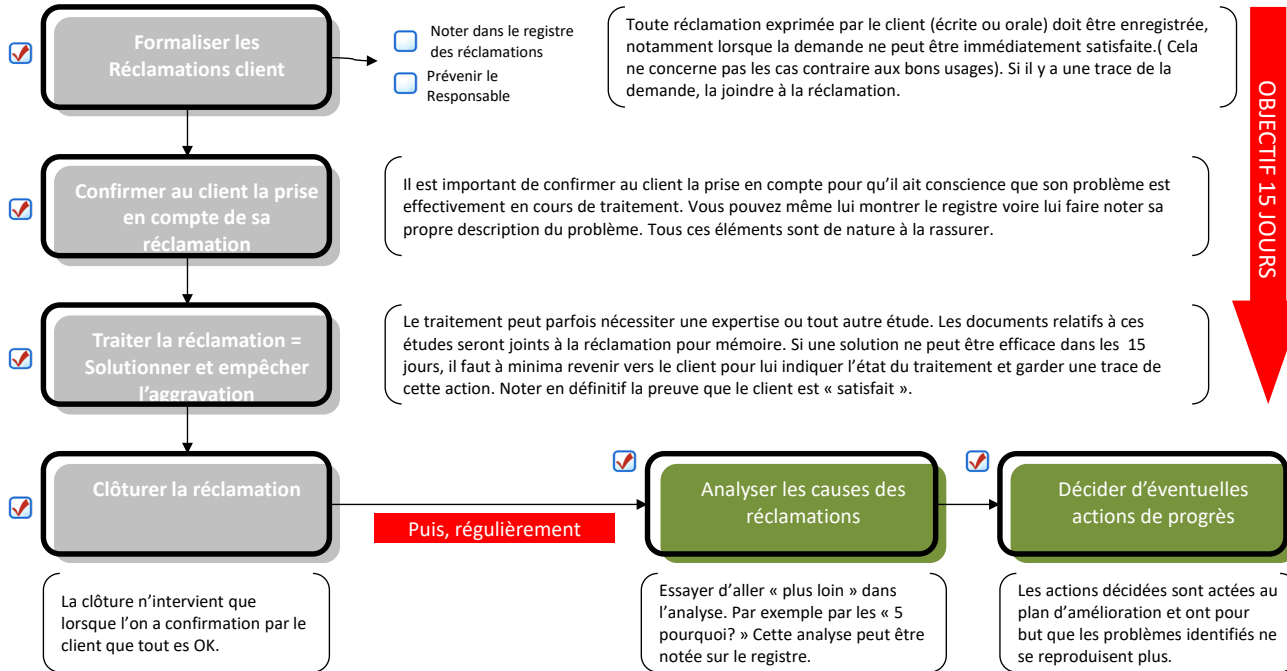 Formaliser les
Réclamations client
Noter dans le registre
des réclamations
Prévenir le
Responsable
Toute réclamation exprimée par le client (écrite ou orale) doit être enregistrée,
notamment lorsque la demande ne peut être immédiatement satisfaite.( Cela
ne concerne pas les cas contraire aux bons usages). Si il y a une trace de la
demande, la joindre à la réclamation.
OBJECTIF 15 JOURS
Confirmer au client la prise
en compte de sa
réclamation
Il est important de confirmer au client la prise en compte pour qu'il ait conscience que son problème est
effectivement en cours de traitement. Vous pouvez même lui montrer le registre voire lui faire noter sa
propre description du problème. Tous ces éléments sont de nature à la rassurer.
Traiter la réclamation =
Solutionner et empêcher
l'aggravation
Le traitement peut parfois nécessiter une expertise ou tout autre étude. Les documents relatifs à ces
études seront joints à la réclamation pour mémoire. Si une solution ne peut être efficace dans les 15
jours, il faut à minima revenir vers le client pour lui indiquer l'état du traitement et garder une trace de
cette action. Noter en définitif la preuve que le client est « satisfait ».
Clôturer la réclamation
Puis, régulièrement
Analyser les causes des
réclamations
Décider d'éventuelles
actions de progrès
La clôture n'intervient que
lorsque l'on a confirmation par le
client que tout es OK.
Essayer d'aller « plus loin » dans
l'analyse. Par exemple par les « 5
pourquoi? » Cette analyse peut être
notée sur le registre.
Les actions décidées sont actées au
plan d'amélioration et ont pour
but que les problèmes identifiés ne
se reproduisent plus.